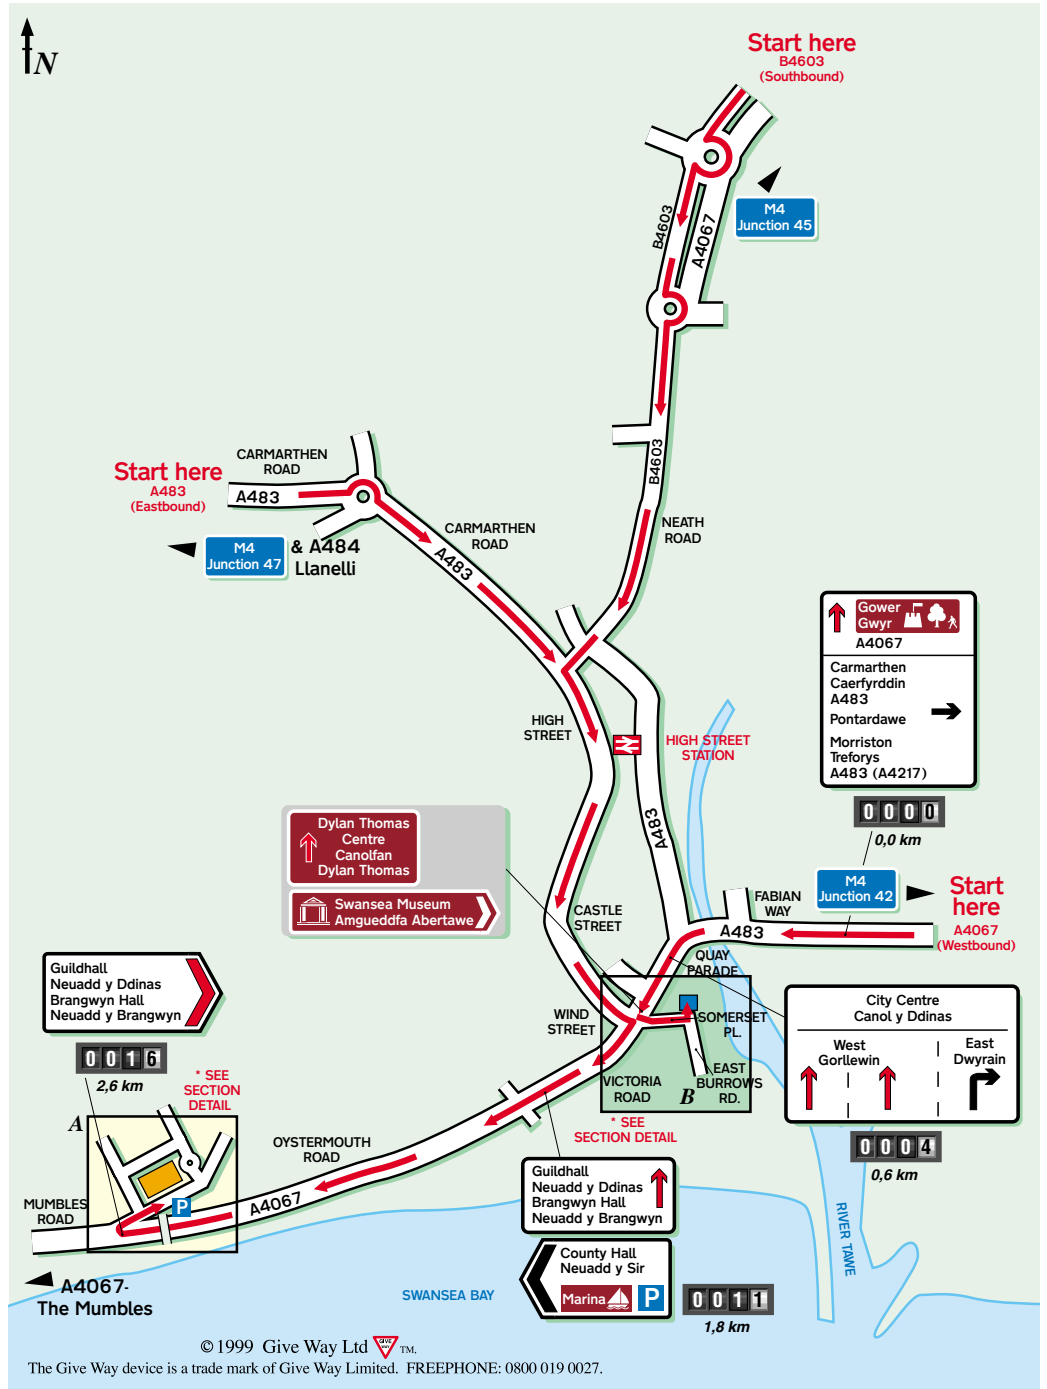 N
Start here
B4603
(Southbound)
M4
Junction 45
B4603
A4067
B4603
CARMARTHEN
ROAD
Start here
A483
(Eastbound)
A483
M4
Junction 47
& A484
Llanelli
CARMARTHEN
ROAD
A483
NEATH
ROAD
Gower
Gwyr
A4067
Carmarthen
Caerfyrddin
A483
Pontardawe
Morriston
Treforys
A483 (A4217)
0000
0,0 km
HIGH
STREET
HIGH STREET
STATION
A483
Dylan Thomas
Centre
Canolfan
Dylan Thomas
Swansea Museum
Amgueddfa Abertawe
M4
Junction 42
Start
here
A4067
(Westbound)
FABIAN
WAY
A483
CASTLE
STREET
QUAY
PARADE
Guildhall
Neuadd y Ddinas
Brangwyn Hall
Neuadd y Brangwyn
0016
2,6 km
WIND
STREET
SOMERSET
PL.
City Centre
Canol y Ddinas
West
Gorllewin
East
Dwyrain
0004
0,6 km
* SEE
SECTION
DETAIL
A
VICTORIA
ROAD
B
EAST
BURROWS
RD.
* SEE
SECTION DETAIL
OYSTERMOUTH
ROAD
MUMBLES
ROAD
P
A4067
Guildhall
Neuadd y Ddinas
Brangwyn Hall
Neuadd y Brangwyn
County Hall
Neuadd y Sir
Marina
P
0011
1,8 km
RIVER TAWE
A4067-
The Mumbles
SWANSEA BAY
© 1999 Give Way Ltd GIVE WAY TM.
The Give Way device is a trade mark of Give Way Limited. FREEPHONE: 0800 019 0027.